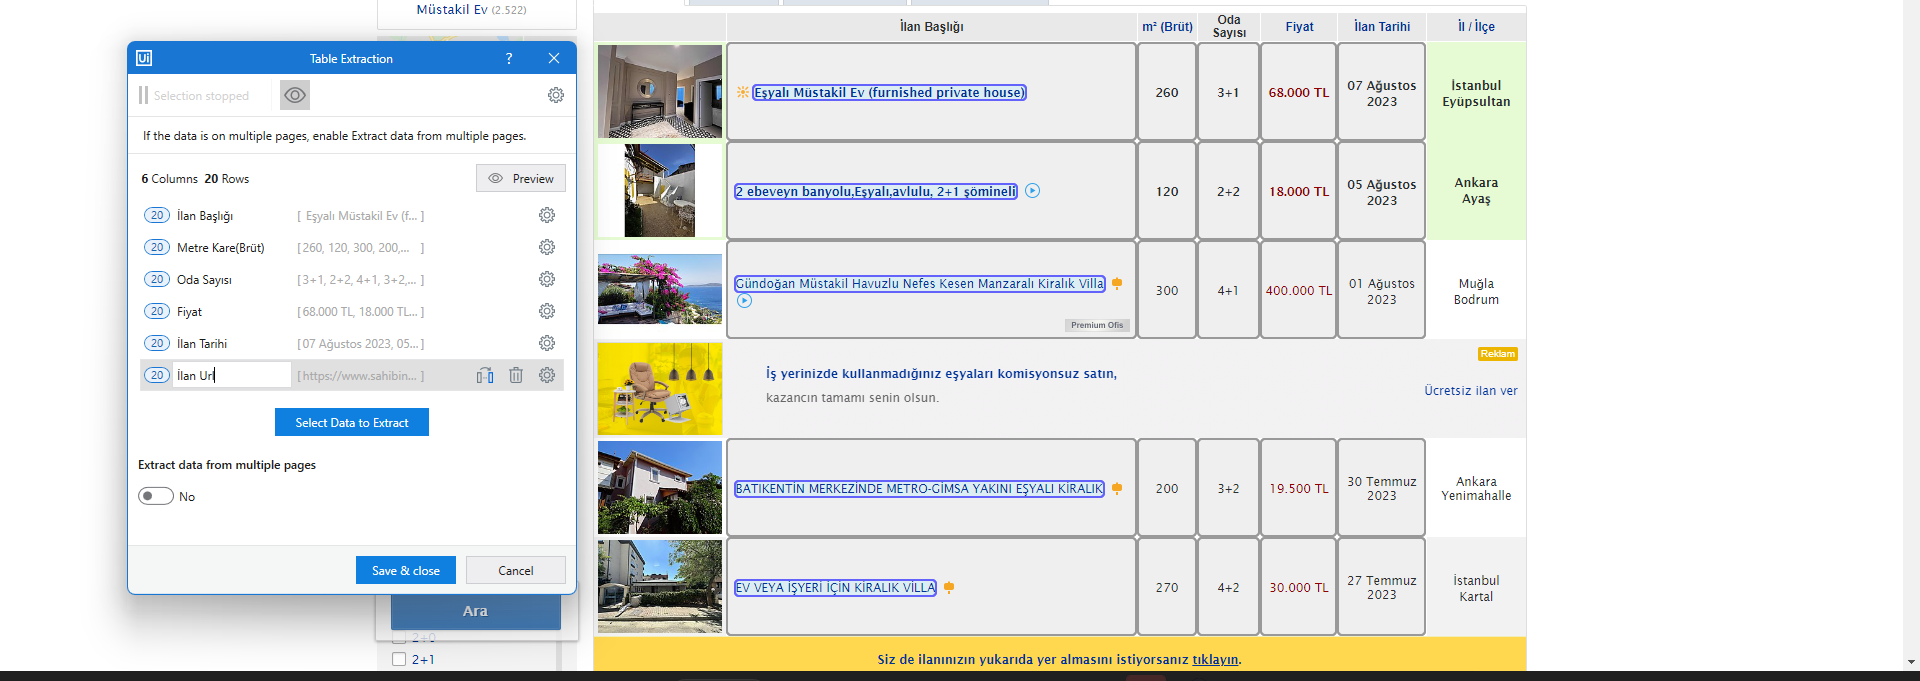 Müstakil Ev (2.522)
Ui Table Extraction ?
Selection stopped
If the data is on multiple pages, enable Extract data from multiple pages.
6 Columns 20 Rows Preview
20 İlan Başlığı [ Eşyalı Müstakil Ev (f... ]
20 Metre Kare(Brüt) [260, 120, 300, 200,... ]
20 Oda Sayısı [3+1, 2+2, 4+1, 3+2,... ]
20 Fiyat [68.000 TL, 18.000 TL... ]
20 İlan Tarihi [07 Ağustos 2023, 05... ]
20 İlan Url [https://www.sahibin... ]
Select Data to Extract
Extract data from multiple pages
No
Save & close Cancel
Ara
2+0
2+1
İlan Başlığı m² (Brüt) Oda Sayısı Fiyat İlan Tarihi İl / İlçe
Eşyalı Müstakil Ev (furnished private house) 260 3+1 68.000 TL 07 Ağustos 2023 İstanbul Eyüpsultan
2 ebeveyn banyolu,Eşyalı,avlulu, 2+1 şömineli 120 2+2 18.000 TL 05 Ağustos 2023 Ankara Ayaş
Gündoğan Müstakil Havuzlu Nefes Kesen Manzaralı Kiralık Villa 300 4+1 400.000 TL 01 Ağustos 2023 Muğla Bodrum
Premium Ofis
Reklam
İş yerinizde kullanmadığınız eşyaları komisyonsuz satın,
kazancın tamamı senin olsun.
Ücretsiz ilan ver
BATIKENTİN MERKEZİNDE METRO-GİMSA YAKINI EŞYALI KİRALIK 200 3+2 19.500 TL 30 Temmuz 2023 Ankara Yenimahalle
EV VEYA İŞYERİ İÇİN KİRALIK VİLLA 270 4+2 30.000 TL 27 Temmuz 2023 İstanbul Kartal
Siz de ilanınızın yukarıda yer almasını istiyorsanız tıklayın.